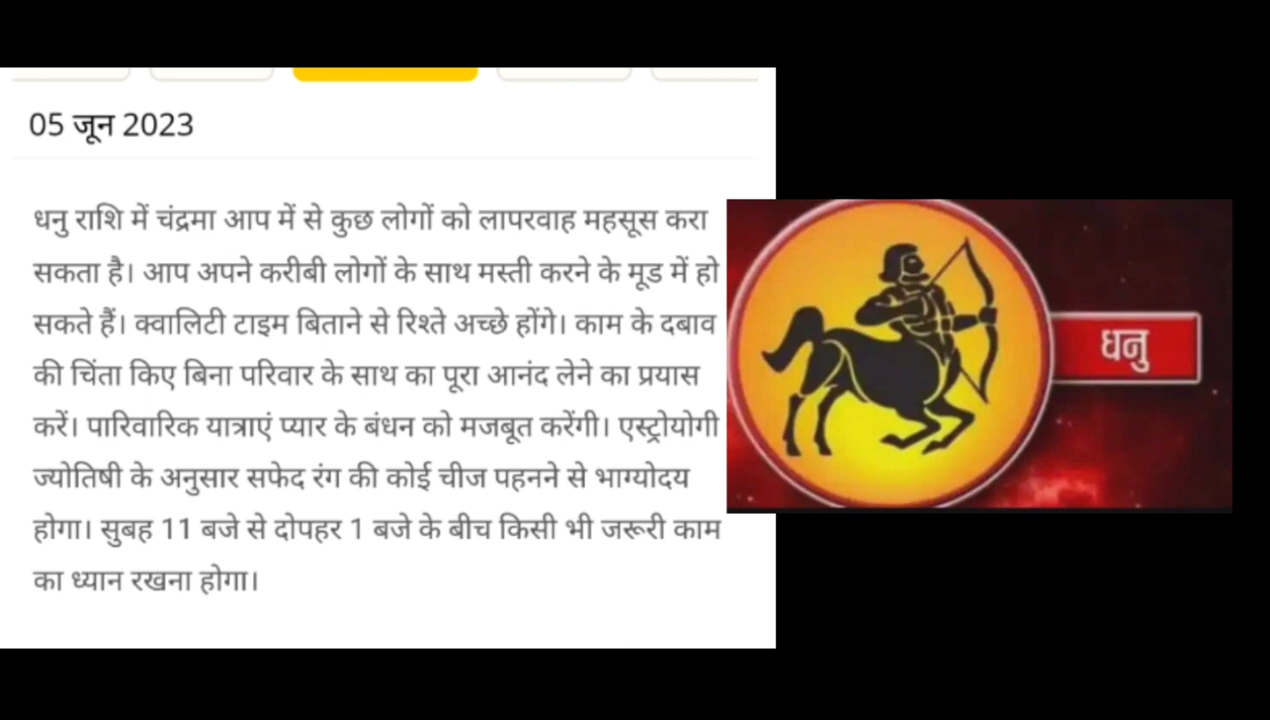 05 जून 2023
धनु राशि में चंद्रमा आप में से कुछ लोगों को लापरवाह महसूस करा
सकता है। आप अपने करीबी लोगों के साथ मस्ती करने के मूड में हो
सकते हैं। क्वालिटी टाइम बिताने से रिश्ते अच्छे होंगे। काम के दबाव
की चिंता किए बिना परिवार के साथ का पूरा आनंद लेने का प्रयास
करें। पारिवारिक यात्राएं प्यार के बंधन को मजबूत करेंगी। एस्ट्रोयोगी
ज्योतिषी के अनुसार सफेद रंग की कोई चीज पहनने से भाग्योदय
होगा। सुबह 11 बजे से दोपहर 1 बजे के बीच किसी भी जरूरी काम
का ध्यान रखना होगा।
धनु